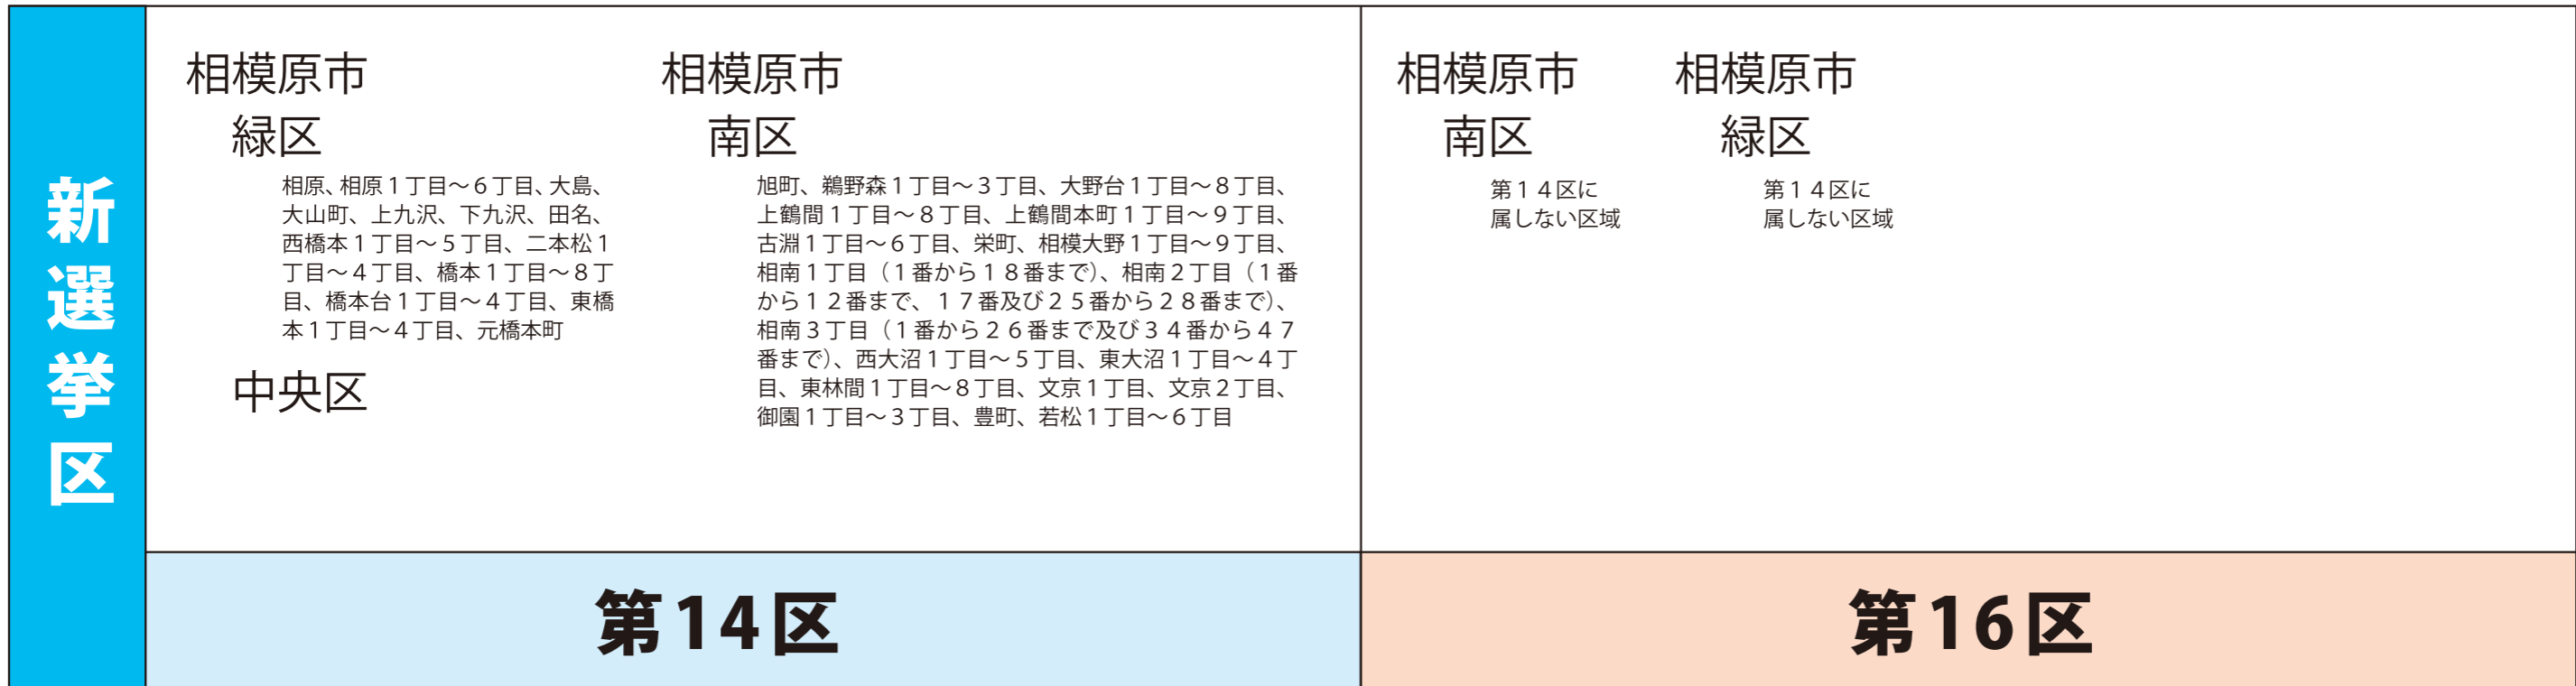 新選挙区
相模原市
緑区
相原、相原１丁目～６丁目、大島、
大山町、上九沢、下九沢、田名、
西橋本１丁目～５丁目、二本松１
丁目～４丁目、橋本１丁目～８丁
目、橋本台１丁目～４丁目、東橋
本１丁目～４丁目、元橋本町
中央区
相模原市
南区
旭町、鵜野森１丁目～３丁目、大野台１丁目～８丁目、
上鶴間１丁目～８丁目、上鶴間本町１丁目～９丁目、
古淵１丁目～６丁目、栄町、相模大野１丁目～９丁目、
相南１丁目（１番から１８番まで）、相南２丁目（１番
から１２番まで、１７番及び２５番から２８番まで）、
相南３丁目（１番から２６番まで及び３４番から４７
番まで）、西大沼１丁目～５丁目、東大沼１丁目～４丁
目、東林間１丁目～８丁目、文京１丁目、文京２丁目、
御園１丁目～３丁目、豊町、若松１丁目～６丁目
第14区
相模原市
南区
第１４区に
属しない区域
相模原市
緑区
第１４区に
属しない区域
第16区